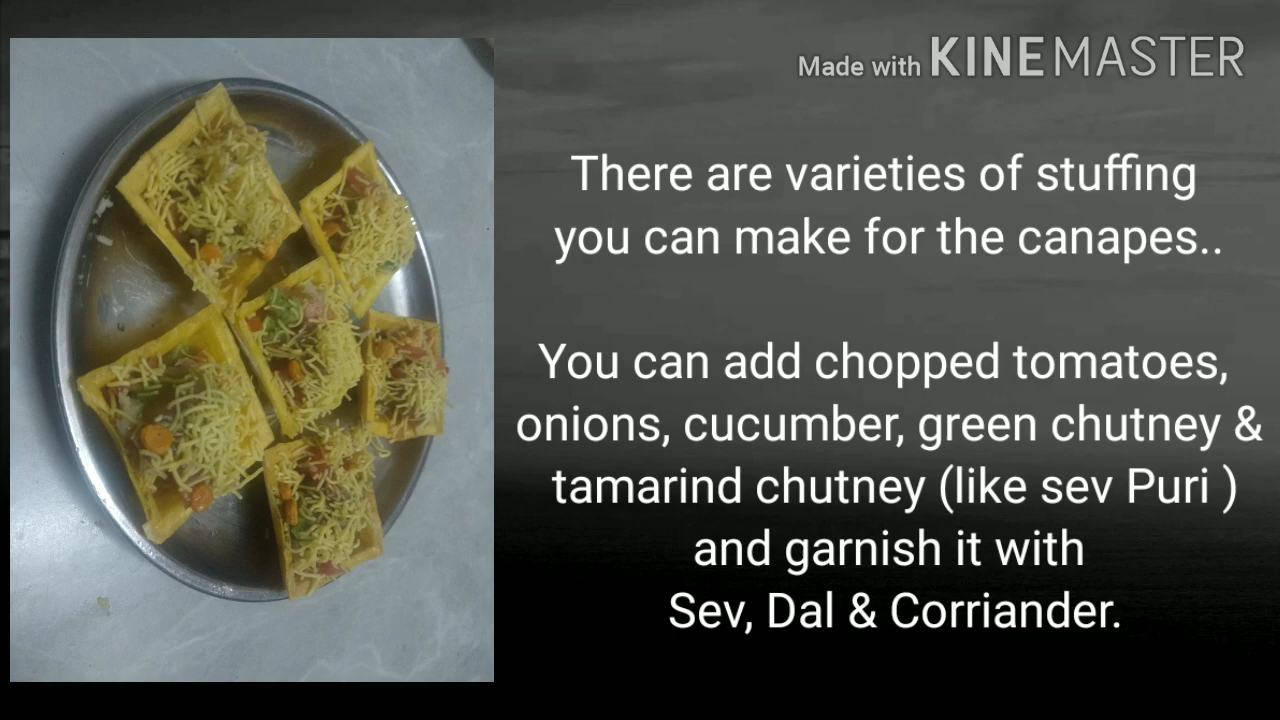 Made with KINEMASTER
There are varieties of stuffing
you can make for the canapes..
You can add chopped tomatoes,
onions, cucumber, green chutney &
tamarind chutney (like sev Puri )
and garnish it with
Sev, Dal & Corriander.